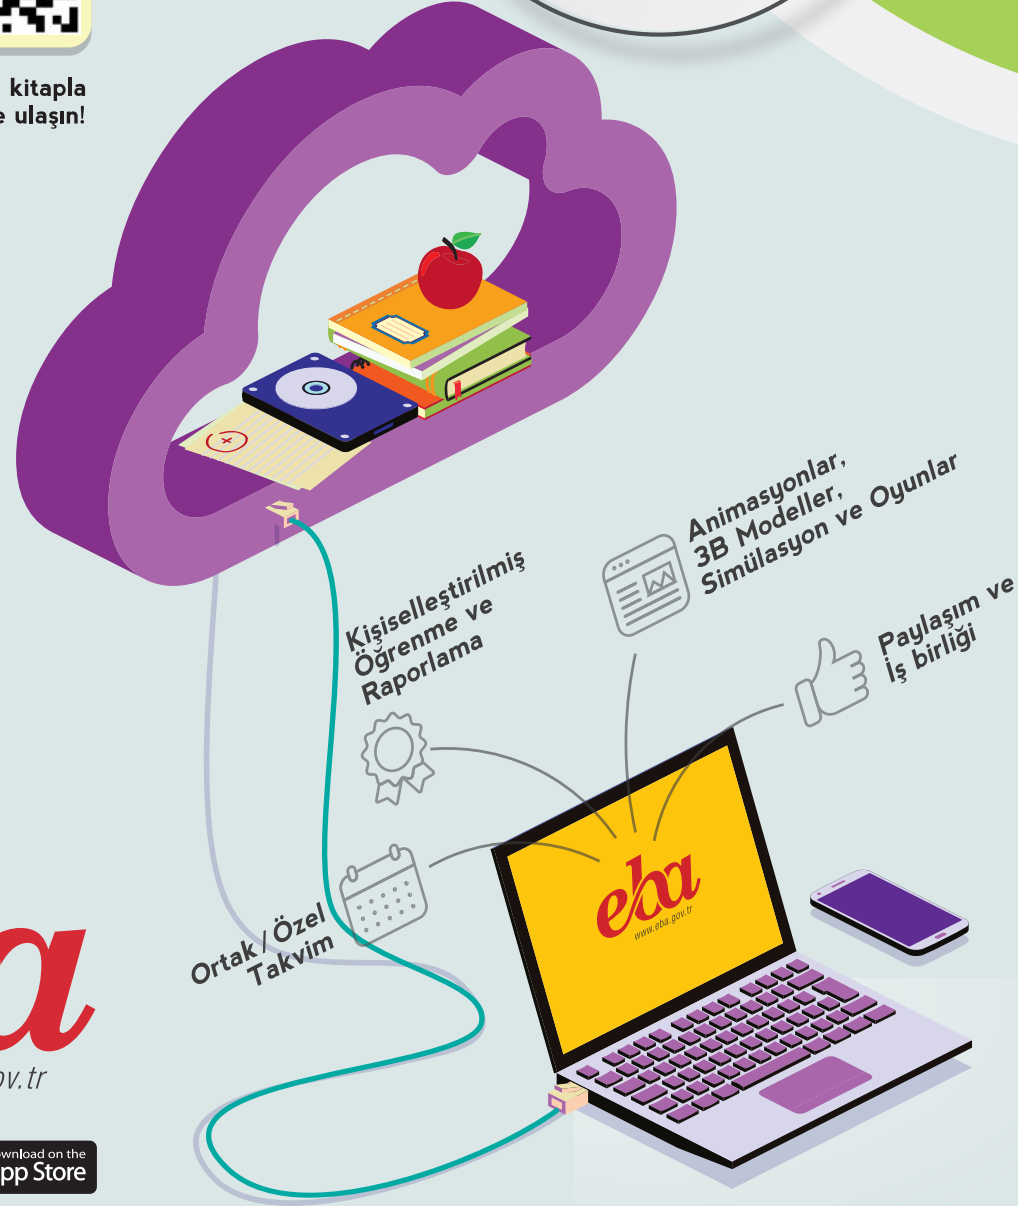 kitapla
ulaşın!
Animasyonlar,
3B Modeller,
Simülasyon ve Oyunlar
Kişiselleştirilmiş
Öğrenme ve
Raporlama
Paylaşım ve
İş birliği
Ortak / Özel
Takvim
eba
www.eba.gov.tr
a
ov.tr
ownload on the
pp Store